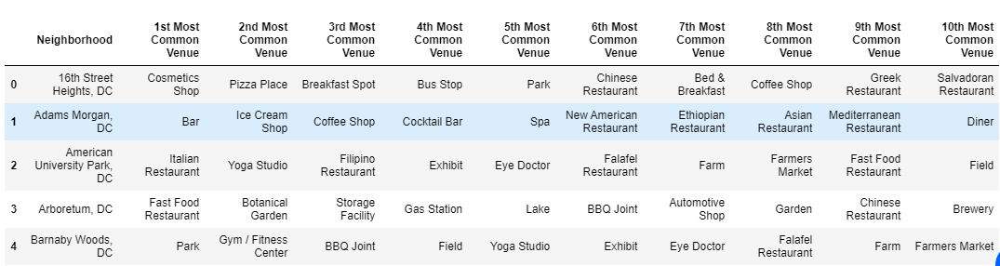 Neighborhood 1st Most Common Venue 2nd Most Common Venue 3rd Most Common Venue 4th Most Common Venue 5th Most Common Venue 6th Most Common Venue 7th Most Common Venue 8th Most Common Venue 9th Most Common Venue 10th Most Common Venue
0 16th Street Heights, DC Cosmetics Shop Pizza Place Breakfast Spot Bus Stop Park Chinese Restaurant Bed & Breakfast Coffee Shop Greek Restaurant Salvadoran Restaurant
1 Adams Morgan, DC Bar Ice Cream Shop Coffee Shop Cocktail Bar Spa New American Restaurant Ethiopian Restaurant Asian Restaurant Mediterranean Restaurant Diner
2 American University Park, DC Italian Restaurant Yoga Studio Filipino Restaurant Exhibit Eye Doctor Falafel Restaurant Farm Farmers Market Fast Food Restaurant Field
3 Arboretum, DC Fast Food Restaurant Botanical Garden Storage Facility Gas Station Lake BBQ Joint Automotive Shop Garden Chinese Restaurant Brewery
4 Barnaby Woods, DC Park Gym / Fitness Center BBQ Joint Field Yoga Studio Exhibit Eye Doctor Falafel Restaurant Farm Farmers Market